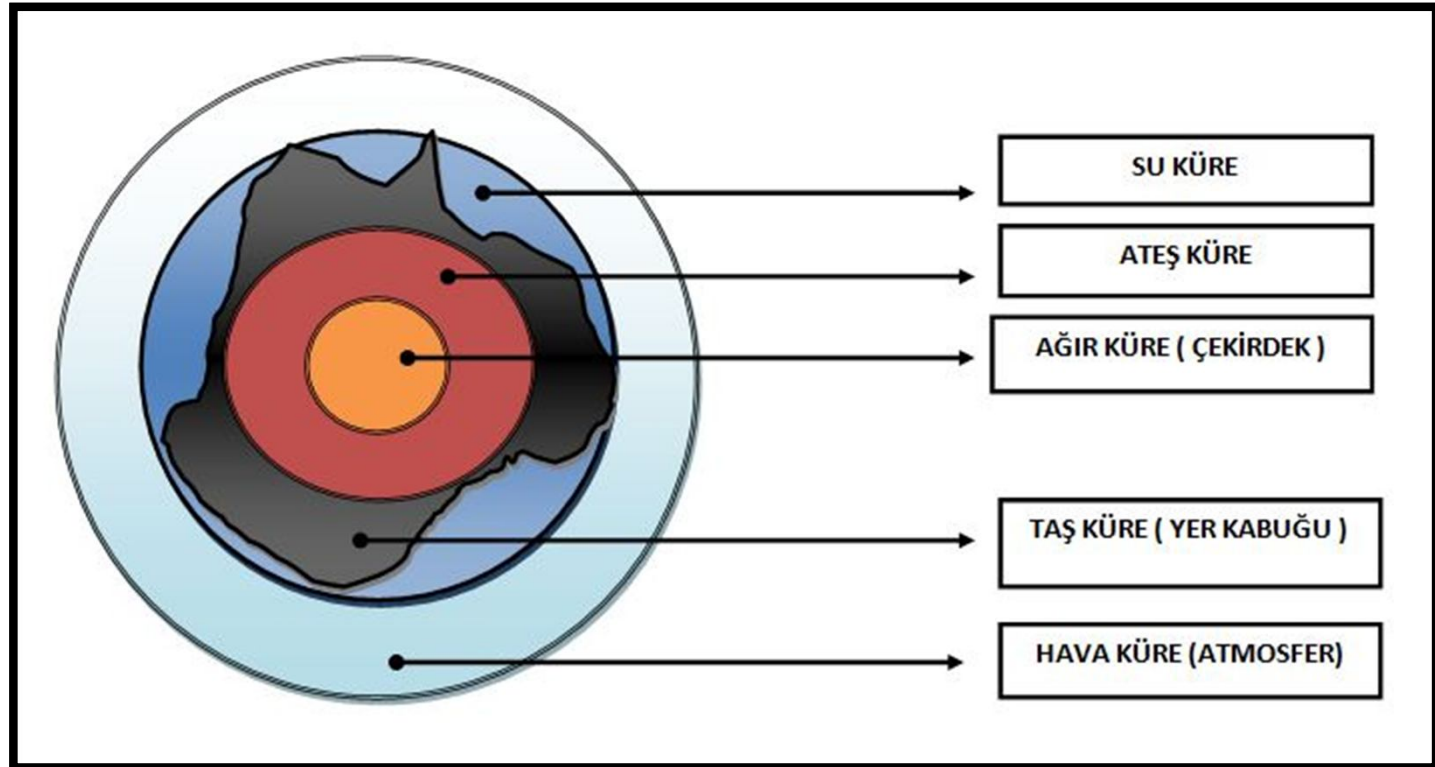 SU KÜRE
ATEŞ KÜRE
AĞIR KÜRE ( ÇEKİRDEK )
TAŞ KÜRE ( YER KABUĞU )
HAVA KÜRE (ATMOSFER)